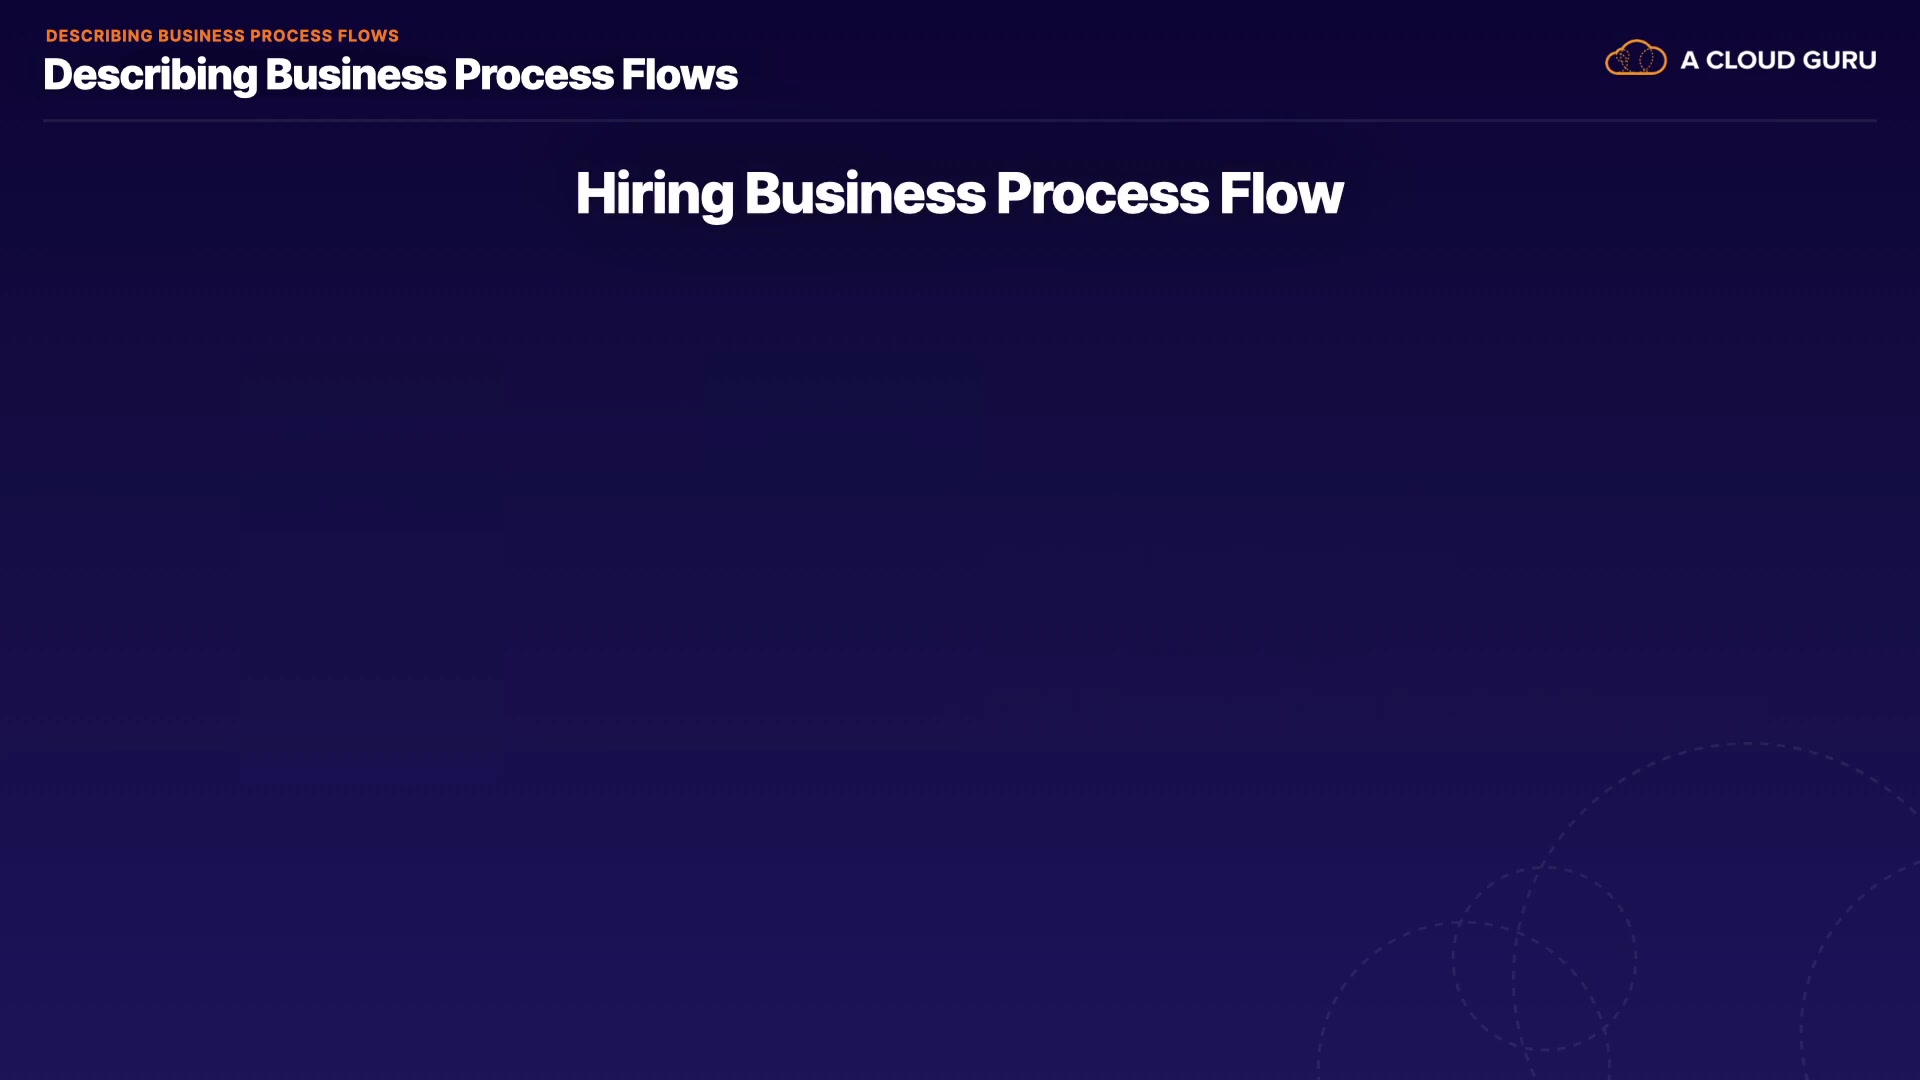 DESCRIBING BUSINESS PROCESS FLOWS
Describing Business Process Flows
A CLOUD GURU
Hiring Business Process Flow